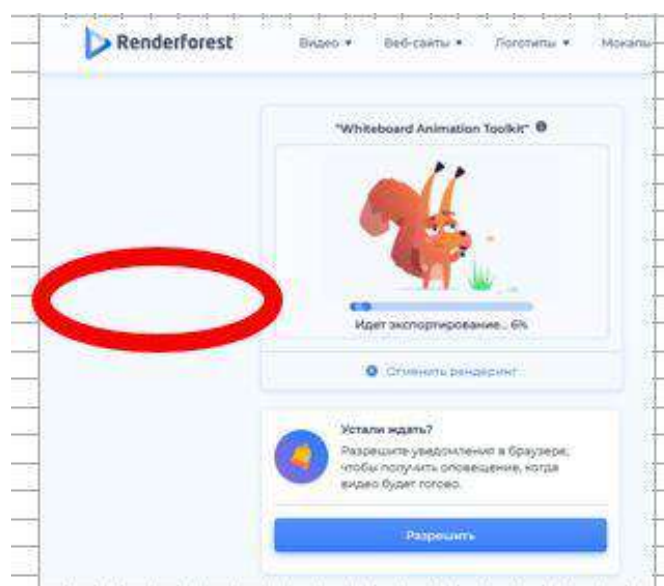 Renderforest
Видео ▾ Веб-сайты ▾ Логотипы ▾ Мокапы
"Whiteboard Animation Toolkit"
Идет экспортирование... 6%
Отменить рендеринг
Устали ждать?
Разрешите уведомления в браузере,
чтобы получить оповещение, когда
видео будет готово.
Разрешить